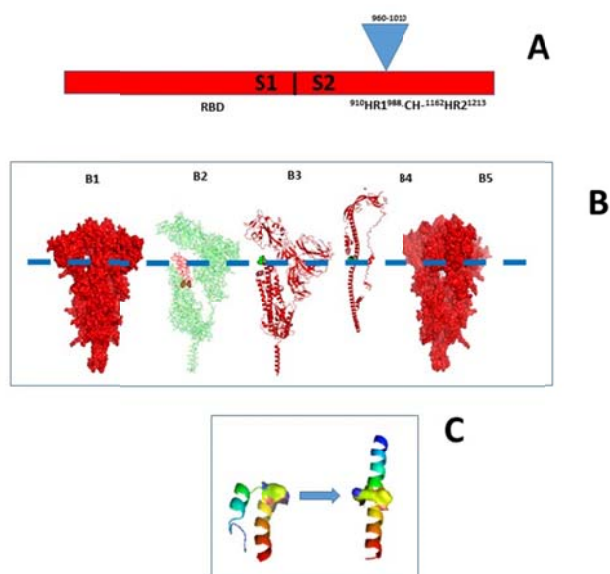 960-1010
A
S1 | S2
RBD
⁹¹⁰HR1⁹⁸⁸-CH-¹¹⁶²HR2¹²¹³
B1 B2 B3 B4 B5
B
C